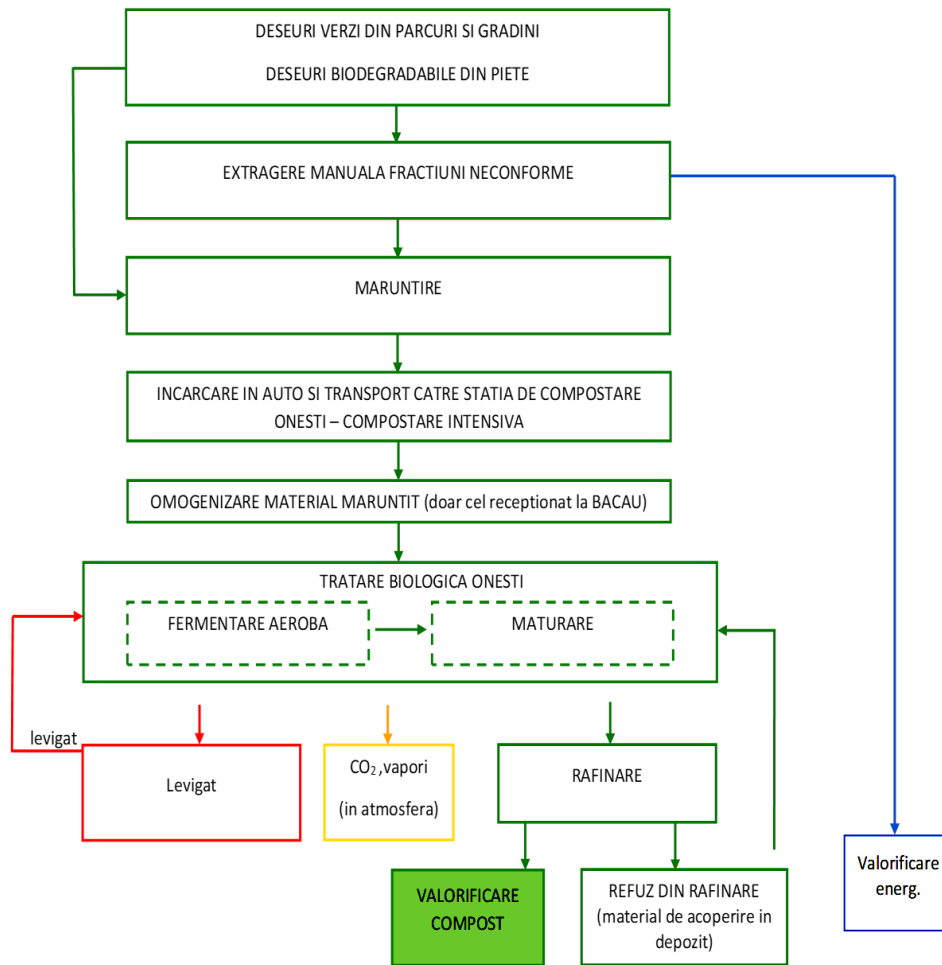 DESEURI VERZI DIN PARCURI SI GRADINI
DESEURI BIODEGRADABILE DIN PIETE
EXTRAGERE MANUALA FRACTIUNI NECONFORME
MARUNTIRE
INCARCARE IN AUTO SI TRANSPORT CATRE STATIA DE COMPOSTARE
ONESTI – COMPOSTARE INTENSIVA
OMOGENIZARE MATERIAL MARUNTIT (doar cel receptionat la BACAU)
TRATARE BIOLOGICA ONESTI
FERMENTARE AEROBA
MATURARE
levigat
Levigat
CO₂ ,vapori
(in atmosfera)
RAFINARE
VALORIFICARE
COMPOST
REFUZ DIN RAFINARE
(material de acoperire in
depozit)
Valorificare
energ.